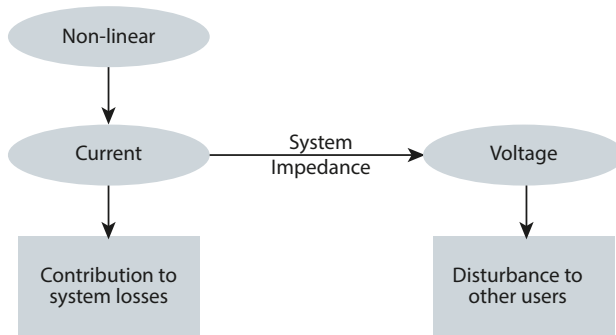 Non-linear
Current
System
Impedance
Voltage
Contribution to
system losses
Disturbance to
other users